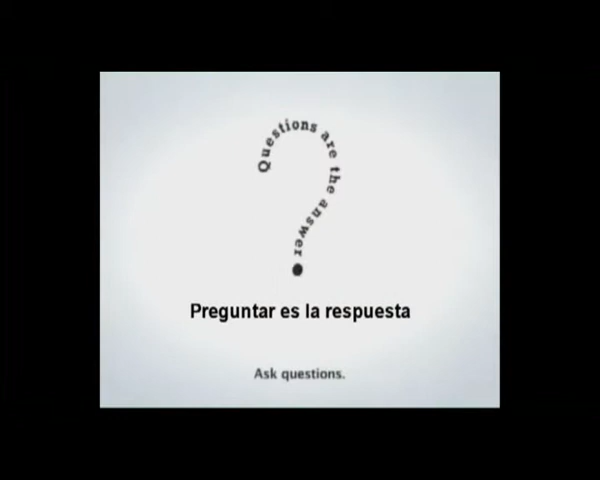 Questions are the answer
Preguntar es la respuesta
Ask questions.